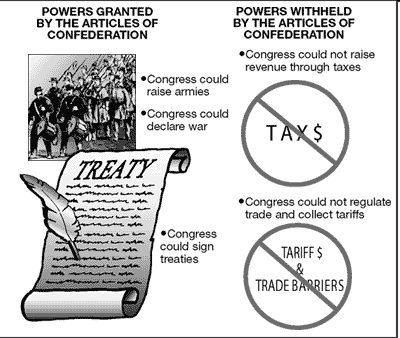 POWERS GRANTED
BY THE ARTICLES OF
CONFEDERATION
•Congress could
raise armies
•Congress could
declare war
TREATY
•Congress
could sign
treaties
POWERS WITHHELD
BY THE ARTICLES OF
CONFEDERATION
•Congress could not raise
revenue through taxes
TAX $
•Congress could not regulate
trade and collect tariffs
TARIFF $
&
TRADE BARRIERS